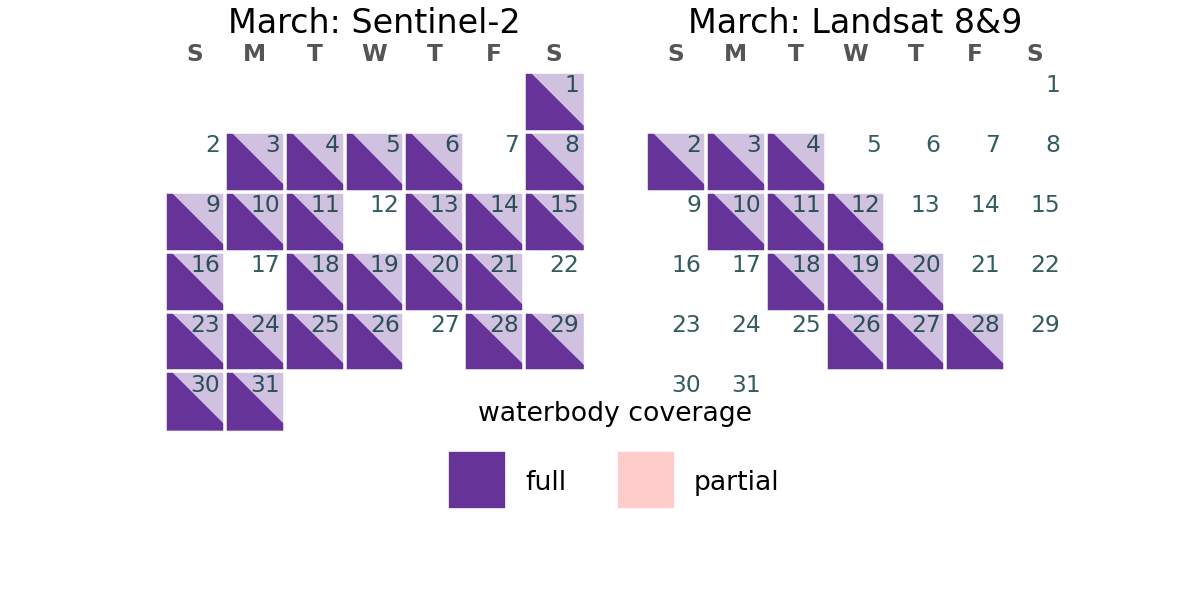 March: Sentinel-2
S M T W T F S
1
2 3 4 5 6 7 8
9 10 11 12 13 14 15
16 17 18 19 20 21 22
23 24 25 26 27 28 29
30 31
March: Landsat 8&9
S M T W T F S
1
2 3 4 5 6 7 8
9 10 11 12 13 14 15
16 17 18 19 20 21 22
23 24 25 26 27 28 29
30 31
waterbody coverage
full partial